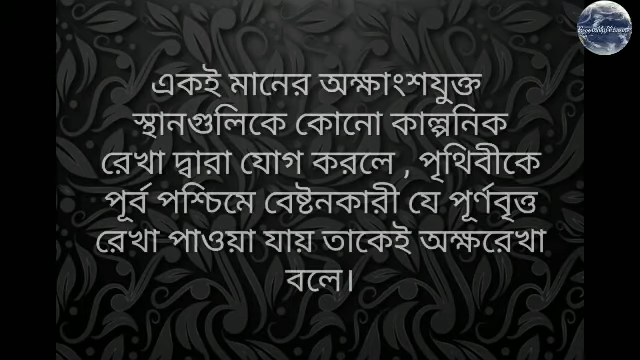 একই মানের অক্ষাংশযুক্ত
স্থানগুলিকে কোনো কাল্পনিক
রেখা দ্বারা যোগ করলে , পৃথিবীকে
পূর্ব পশ্চিমে বেষ্টনকারী যে পূর্ণবৃত্ত
রেখা পাওয়া যায় তাকেই অক্ষরেখা
বলে।